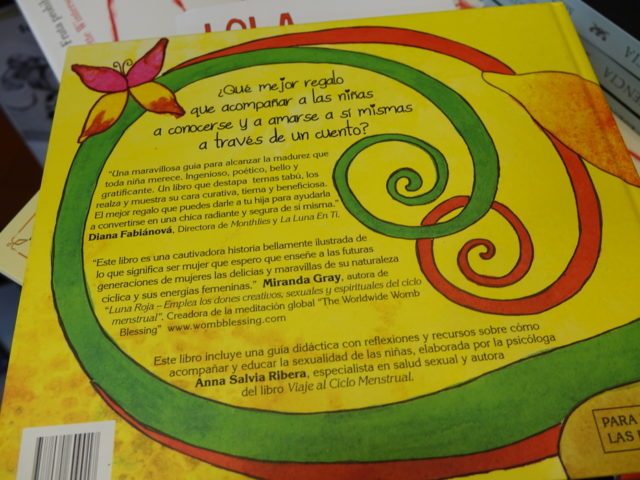 LOLA
¿Qué mejor regalo
que acompañar a las niñas
a conocerse y a amarse a sí mismas
a través de un cuento?
"Una maravillosa guía para alcanzar la madurez que
toda niña merece. Ingenioso, poético, bello y
gratificante. Un libro que destapa temas tabú, los
realza y muestra su cara curativa, tierna y beneficiosa.
El mejor regalo que puedes darle a tu hija para ayudarla
a convertirse en una chica radiante y segura de sí misma."
Diana Fabiánová, Directora de Monthlies y La Luna En Ti.
"Este libro es una cautivadora historia bellamente ilustrada de
lo que significa ser mujer que espero que enseñe a las futuras
generaciones de mujeres las delicias y maravillas de su naturaleza
cíclica y sus energías femeninas." Miranda Gray, autora de
"Luna Roja – Emplea los dones creativos, sexuales y espirituales del ciclo
menstrual". Creadora de la meditación global "The Worldwide Womb
Blessing" www.wombblessing.com
Este libro incluye una guía didáctica con reflexiones y recursos sobre cómo
acompañar y educar la sexualidad de las niñas, elaborada por la psicóloga
Anna Salvia Ribera, especialista en salud sexual y autora
del libro Viaje al Ciclo Menstrual.
PARA
LAS